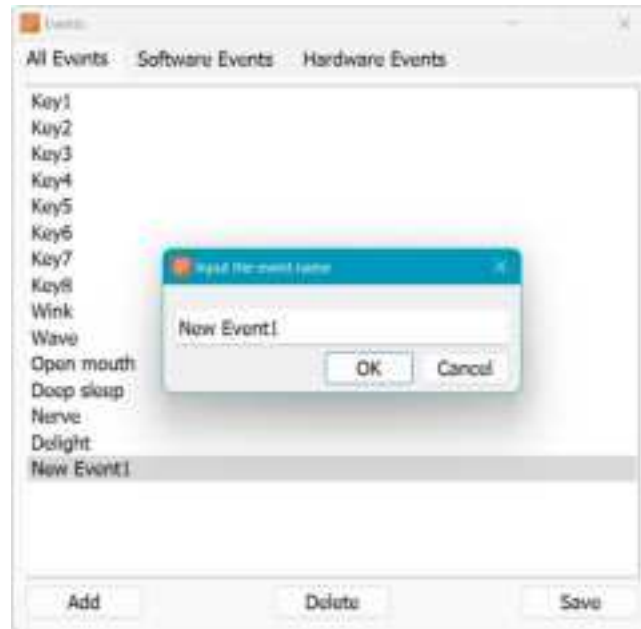 Events
All Events Software Events Hardware Events
Key1
Key2
Key3
Key4
Key5
Key6
Key7
Key8
Wink
Wave
Open mouth
Deep sleep
Nerve
Delight
New Event1
Input the event name
New Event1
OK Cancel
Add Delete Save